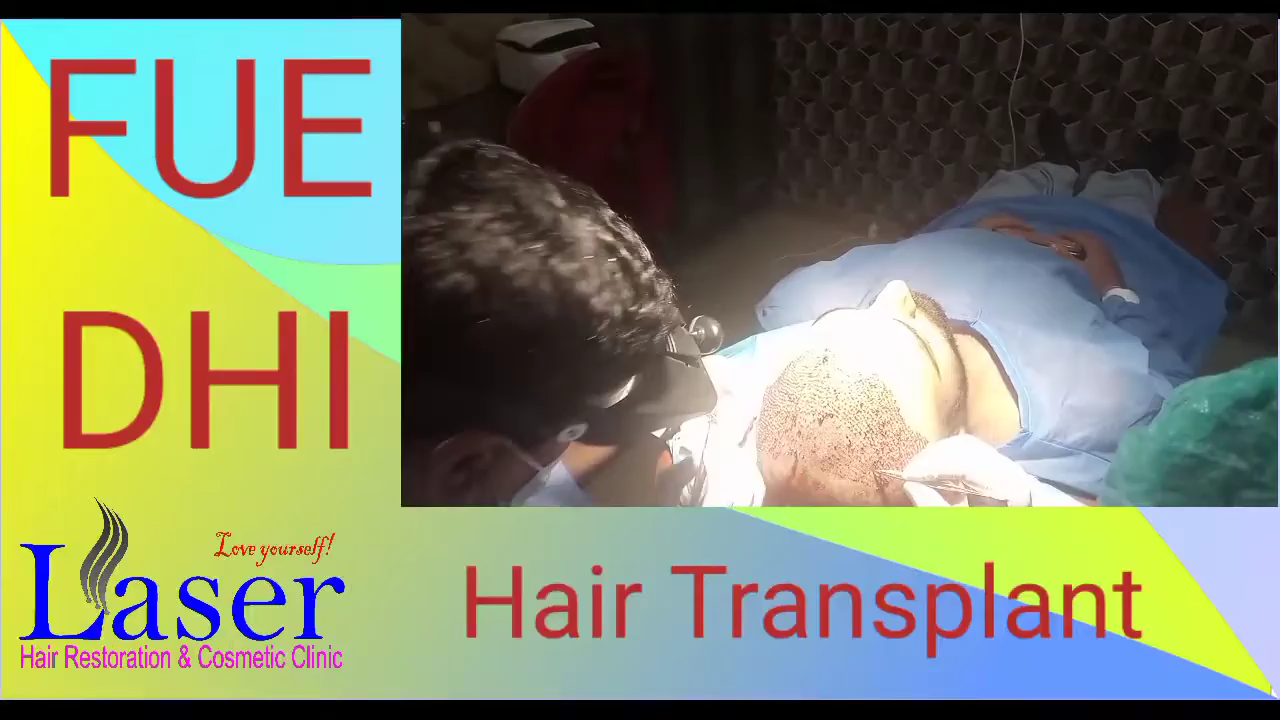 FUE
DHI
Love yourself!
Laser
Hair Restoration & Cosmetic Clinic
Hair Transplant